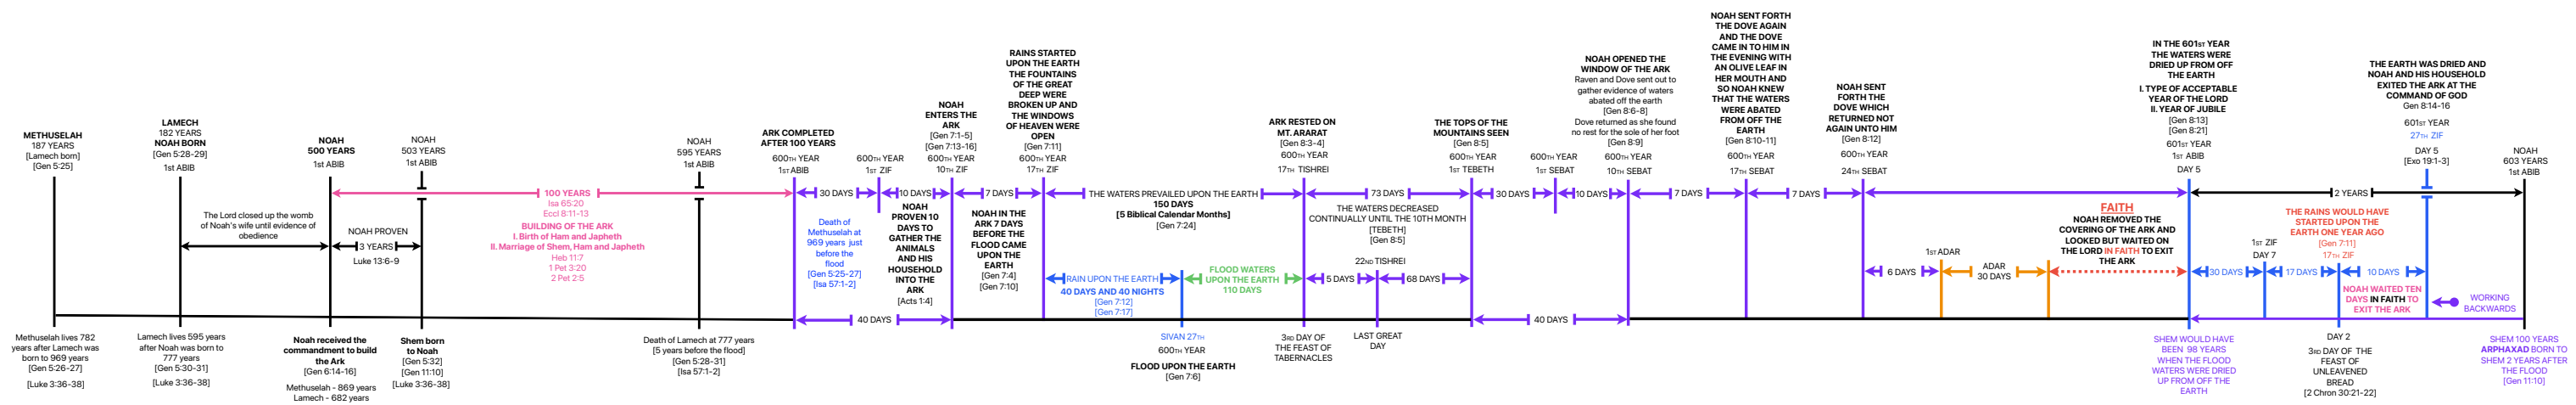 METHUSELAH
187 YEARS
[Lamech born]
[Gen 5:25]
Methuselah lives 782
years after Lamech was
born to 969 years
[Gen 5:26-27]
[Luke 3:36-38]
LAMECH
182 YEARS
NOAH BORN
[Gen 5:28-29]
1st ABIB
The Lord closed up the womb
of Noah's wife until evidence of
obedience
Lamech lives 595 years
after Noah was born to
777 years
[Gen 5:30-31]
[Luke 3:36-38]
NOAH
500 YEARS
1st ABIB
NOAH PROVEN
3 YEARS
Luke 13:6-9
Noah received the
commandment to build
the Ark
[Gen 6:14-16]
Methuselah - 869 years
Lamech - 682 years
NOAH
503 YEARS
1st ABIB
Shem born
to Noah
[Gen 5:32]
[Gen 11:10]
[Luke 3:36-38]
100 YEARS
Isa 65:20
Eccl 8:11-13
BUILDING OF THE ARK
I. Birth of Ham and Japheth
II. Marriage of Shem, Ham and Japheth
Heb 11:7
1 Pet 3:20
2 Pet 2:5
NOAH
595 YEARS
1st ABIB
Death of Lamech at 777 years
[5 years before the flood]
[Gen 5:28-31]
[Isa 57:1-2]
ARK COMPLETED
AFTER 100 YEARS
600TH YEAR
1st ABIB
30 DAYS
Death of
Methuselah at
969 years just
before the
flood
[Gen 5:25-27]
[Isa 57:1-2]
40 DAYS
600TH YEAR
1ST ZIF
10 DAYS
NOAH
PROVEN 10
DAYS TO
GATHER THE
ANIMALS
AND HIS
HOUSEHOLD
INTO THE
ARK
[Acts 1:4]
NOAH
ENTERS THE
ARK
[Gen 7:1-5]
[Gen 7:13-16]
600TH YEAR
10TH ZIF
7 DAYS
NOAH IN THE
ARK 7 DAYS
BEFORE THE
FLOOD CAME
UPON THE
EARTH
[Gen 7:4]
[Gen 7:10]
RAINS STARTED
UPON THE EARTH
THE FOUNTAINS
OF THE GREAT
DEEP WERE
BROKEN UP AND
THE WINDOWS
OF HEAVEN WERE
OPEN
[Gen 7:11]
600TH YEAR
17TH ZIF
THE WATERS PREVAILED UPON THE EARTH
150 DAYS
[5 Biblical Calendar Months]
[Gen 7:24]
RAIN UPON THE EARTH
40 DAYS AND 40 NIGHTS
[Gen 7:12]
[Gen 7:17]
FLOOD WATERS
UPON THE EARTH
110 DAYS
SIVAN 27TH
600TH YEAR
FLOOD UPON THE EARTH
[Gen 7:6]
ARK RESTED ON
MT. ARARAT
[Gen 8:3-4]
600TH YEAR
17TH TISHREI
73 DAYS
THE WATERS DECREASED
CONTINUALLY UNTIL THE 10TH MONTH
[TEBETH]
[Gen 8:5]
22ND TISHREI
5 DAYS
68 DAYS
3RD DAY OF
THE FEAST OF
TABERNACLES
LAST GREAT
DAY
THE TOPS OF THE
MOUNTAINS SEEN
[Gen 8:5]
600TH YEAR
1ST TEBETH
30 DAYS
40 DAYS
600TH YEAR
1ST SEBAT
10 DAYS
NOAH OPENED THE
WINDOW OF THE ARK
Raven and Dove sent out to
gather evidence of waters
abated off the earth
[Gen 8:6-8]
Dove returned as she found
no rest for the sole of her foot
[Gen 8:9]
600TH YEAR
10TH SEBAT
7 DAYS
NOAH SENT FORTH
THE DOVE AGAIN
AND THE DOVE
CAME IN TO HIM IN
THE EVENING WITH
AN OLIVE LEAF IN
HER MOUTH AND
SO NOAH KNEW
THAT THE WATERS
WERE ABATED
FROM OFF THE
EARTH
[Gen 8:10-11]
600TH YEAR
17TH SEBAT
7 DAYS
NOAH SENT
FORTH THE
DOVE WHICH
RETURNED NOT
AGAIN UNTO HIM
[Gen 8:12]
600TH YEAR
24TH SEBAT
6 DAYS
1ST ADAR
ADAR
30 DAYS
FAITH
NOAH REMOVED THE
COVERING OF THE ARK AND
LOOKED BUT WAITED ON
THE LORD IN FAITH TO EXIT
THE ARK
IN THE 601ST YEAR
THE WATERS WERE
DRIED UP FROM OFF
THE EARTH
I. TYPE OF ACCEPTABLE
YEAR OF THE LORD
II. YEAR OF JUBILE
[Gen 8:13]
[Gen 8:21]
601ST YEAR
1ST ABIB
DAY 5
2 YEARS
1ST ZIF
DAY 7
30 DAYS
17 DAYS
10 DAYS
THE RAINS WOULD HAVE
STARTED UPON THE
EARTH ONE YEAR AGO
[Gen 7:11]
17TH ZIF
NOAH WAITED TEN
DAYS IN FAITH TO
EXIT THE ARK
SHEM WOULD HAVE
BEEN 98 YEARS
WHEN THE FLOOD
WATERS WERE DRIED
UP FROM OFF THE
EARTH
DAY 2
3RD DAY OF THE
FEAST OF
UNLEAVENED
BREAD
[2 Chron 30:21-22]
THE EARTH WAS DRIED AND
NOAH AND HIS HOUSEHOLD
EXITED THE ARK AT THE
COMMAND OF GOD
Gen 8:14-16
601ST YEAR
27TH ZIF
DAY 5
[Exo 19:1-3]
WORKING
BACKWARDS
NOAH
603 YEARS
1st ABIB
SHEM 100 YEARS
ARPHAXAD BORN TO
SHEM 2 YEARS AFTER
THE FLOOD
[Gen 11:10]